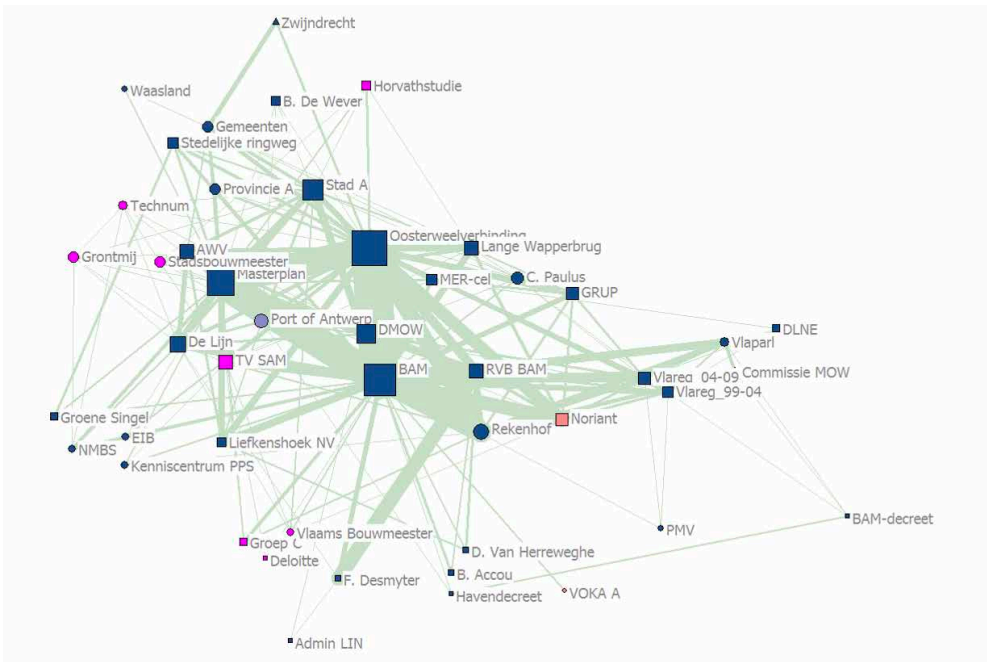 Zwijndrecht
Waasland
Horvathstudie
B. De Wever
Gemeenten
Stedelijke ringweg
Provincie A
Stad A
Technum
Oosterweelverbinding
AWV
Lange Wapperbrug
Grontmij
Stadsbouwmeester
Masterplan
MER-cel
C. Paulus
GRUP
Port of Antwerp
DMOW
DLNE
De Lijn
Vlaparl
TV SAM
BAM
RVB BAM
Vlareg_04-09
Commissie MOW
Vlareg_99-04
Groene Singel
Noriant
Rekenhof
EIB
Liefkenshoek NV
NMBS
Kenniscentrum PPS
BAM-decreet
PMV
Vlaams Bouwmeester
Groep C
D. Van Herreweghe
Deloitte
B. Accou
F. Desmyter
Havendecreet
VOKA A
Admin LIN